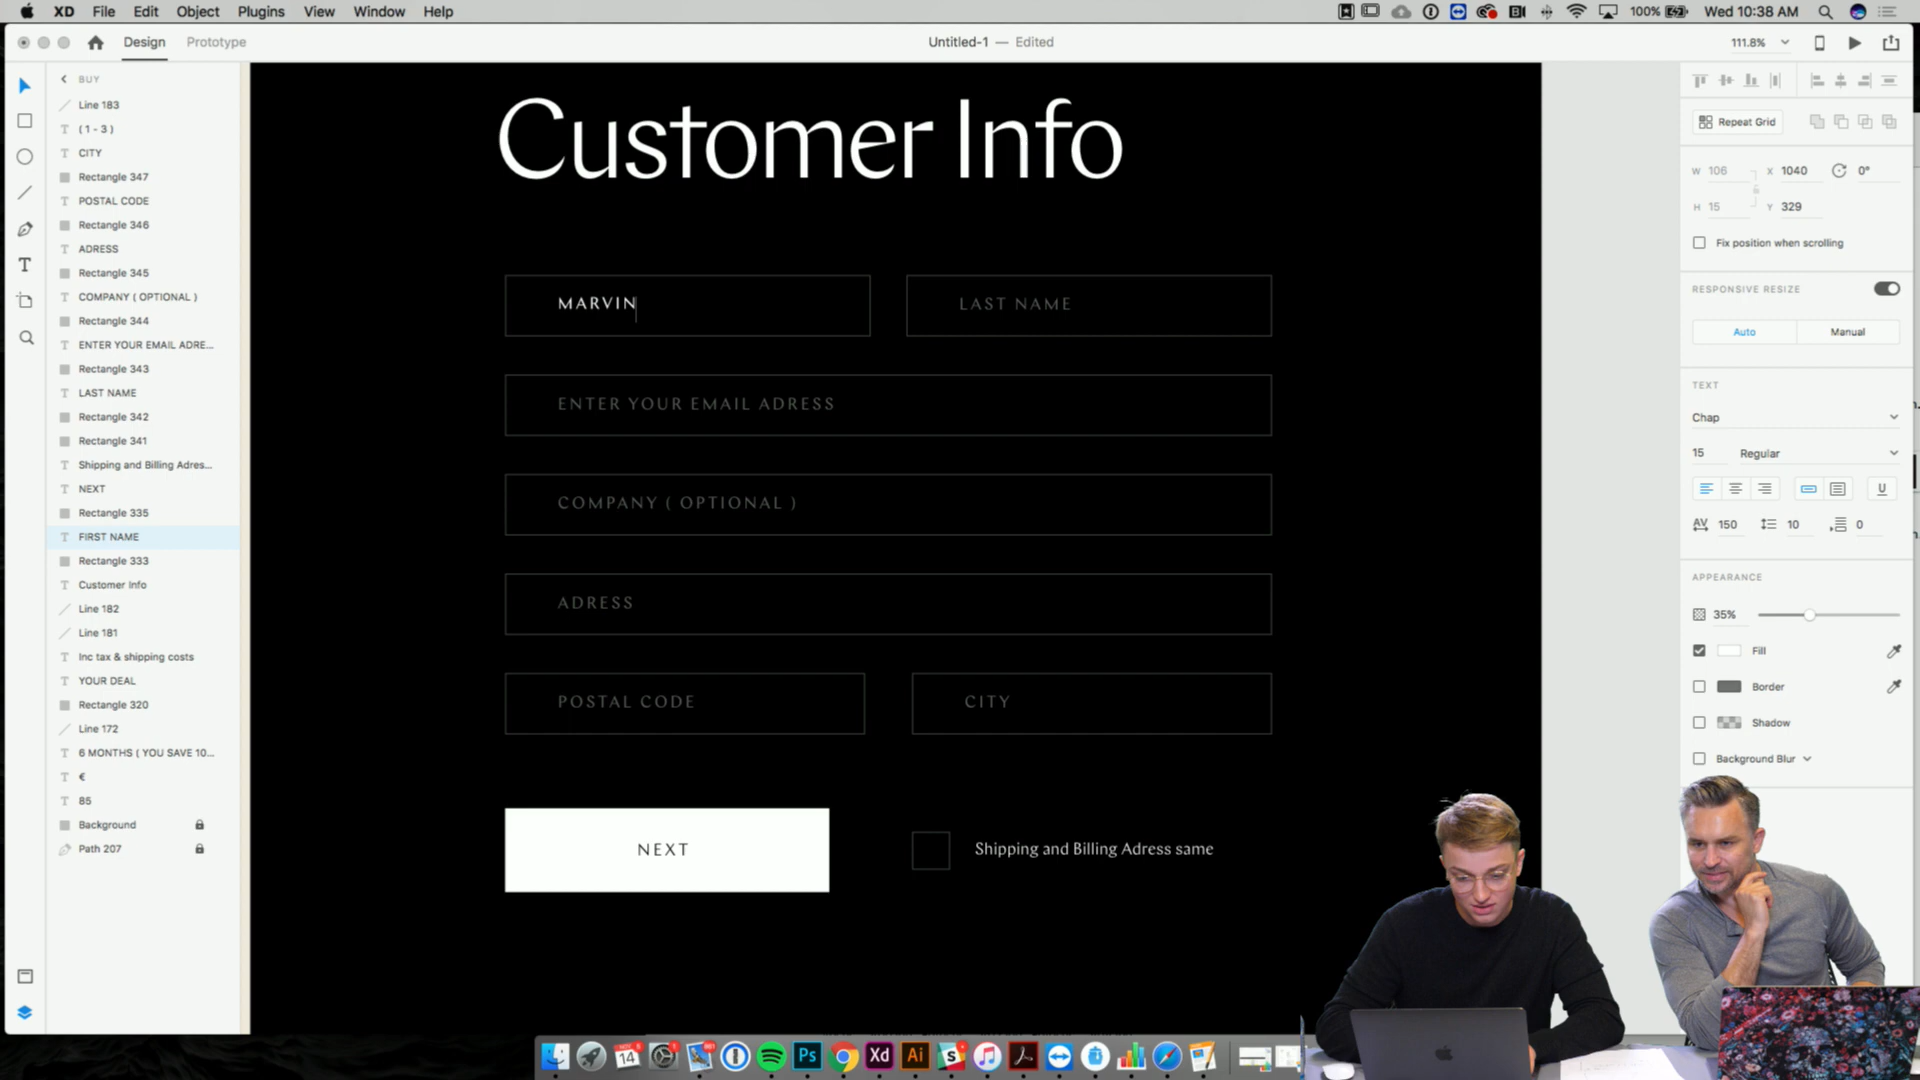 XD File Edit Object Plugins View Window Help
100% Wed 10:38 AM
Design Prototype
Untitled-1 — Edited
111.8%
BUY
Line 183
( 1 - 3 )
CITY
Rectangle 347
POSTAL CODE
Rectangle 346
ADRESS
Rectangle 345
COMPANY ( OPTIONAL )
Rectangle 344
ENTER YOUR EMAIL ADRE...
Rectangle 343
LAST NAME
Rectangle 342
Rectangle 341
Shipping and Billing Adres...
NEXT
Rectangle 335
FIRST NAME
Rectangle 333
Customer Info
Line 182
Line 181
Inc tax & shipping costs
YOUR DEAL
Rectangle 320
Line 172
6 MONTHS ( YOU SAVE 10...
€
85
Background
Path 207
Customer Info
MARVIN
LAST NAME
ENTER YOUR EMAIL ADRESS
COMPANY ( OPTIONAL )
ADRESS
POSTAL CODE
CITY
NEXT
Shipping and Billing Adress same
Repeat Grid
W 106 X 1040 0°
H 15 Y 329
Fix position when scrolling
RESPONSIVE RESIZE
Auto Manual
TEXT
Chap
15 Regular
U
AV 150 10 0
APPEARANCE
35%
Fill
Border
Shadow
Background Blur
14
Ps
Xd
Ai